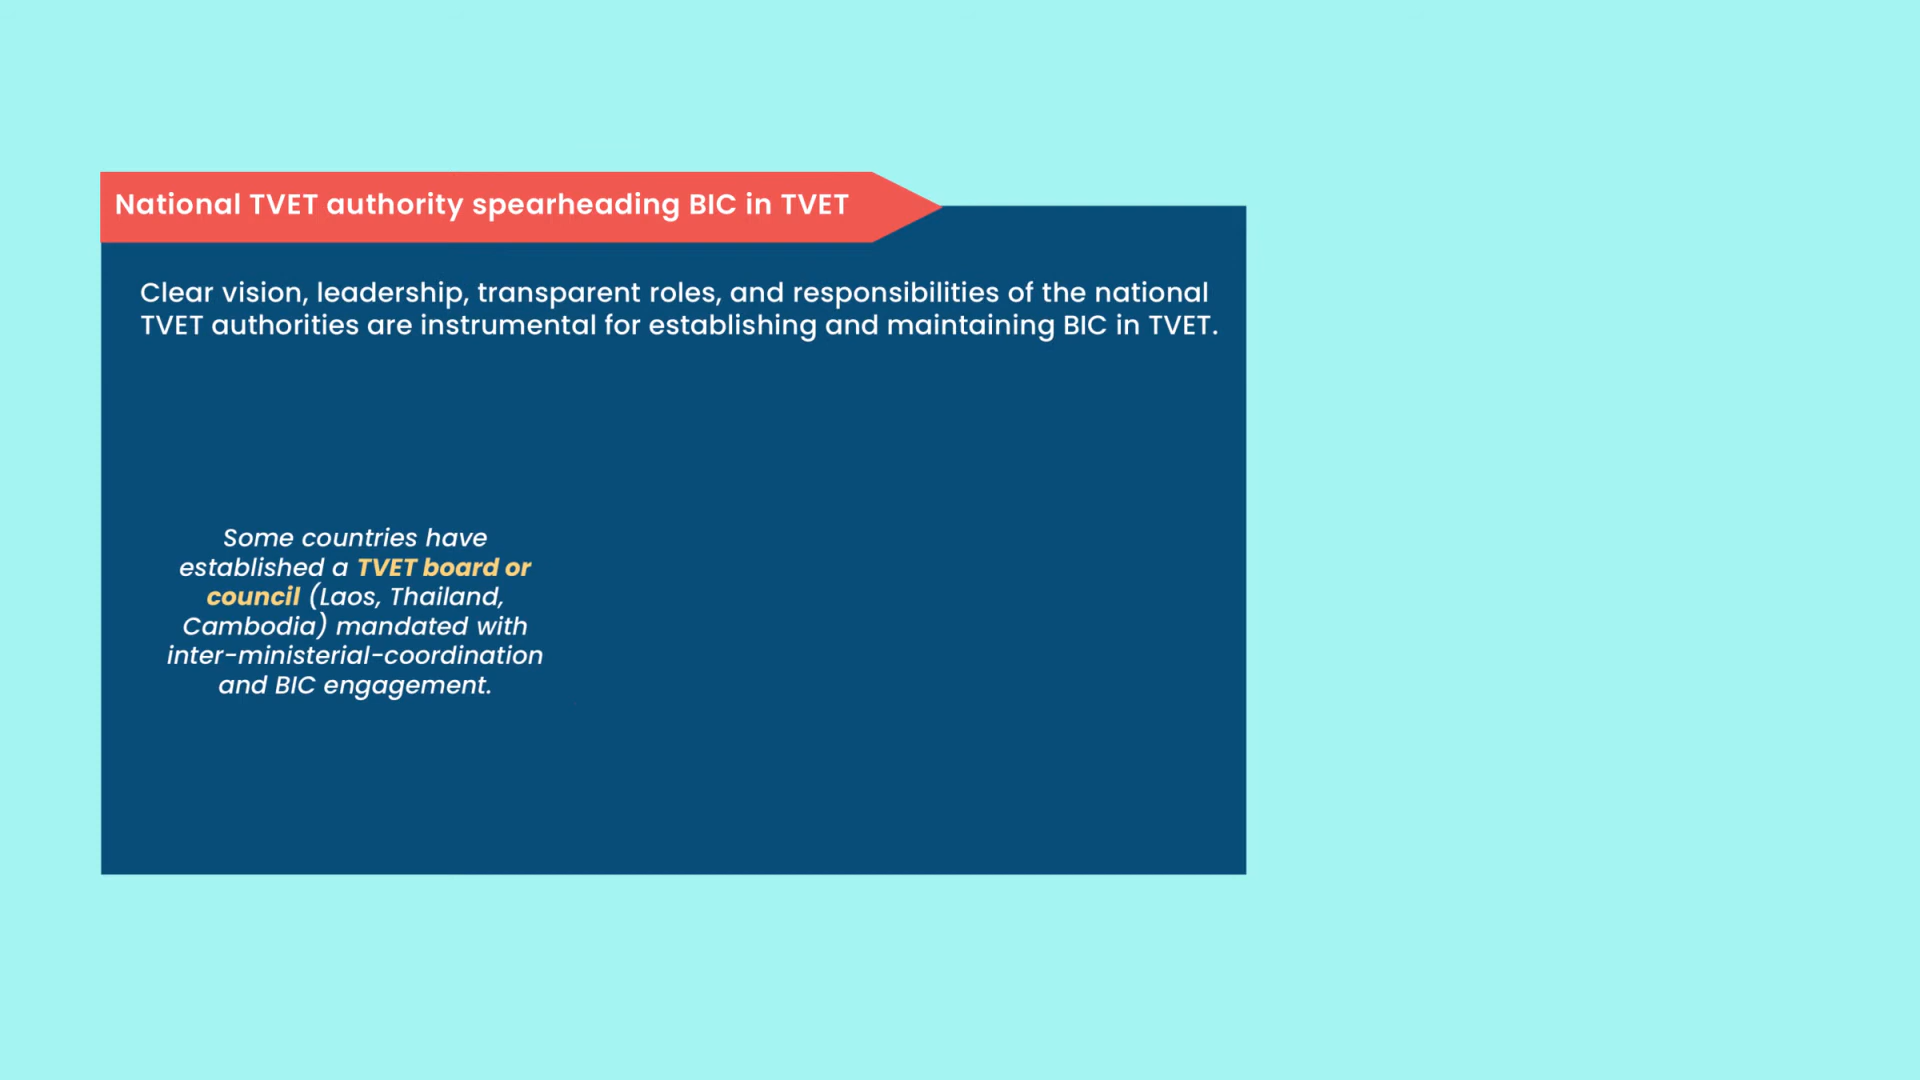 National TVET authority spearheading BIC in TVET
Clear vision, leadership, transparent roles, and responsibilities of the national
TVET authorities are instrumental for establishing and maintaining BIC in TVET.
Some countries have
established a TVET board or
council (Laos, Thailand,
Cambodia) mandated with
inter-ministerial-coordination
and BIC engagement.